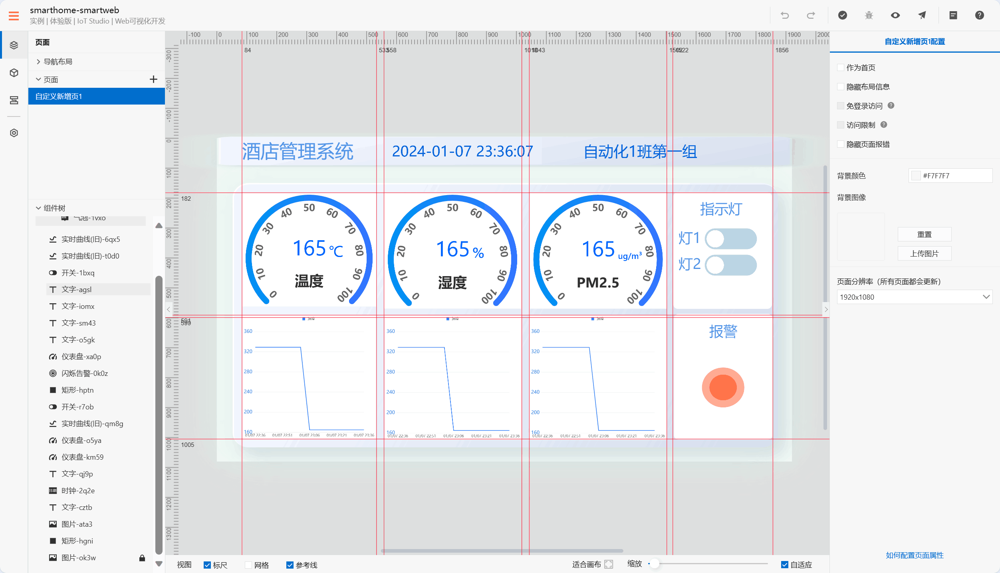 smarthome-smartweb
实例 | 体验版 | IoT Studio | Web可视化开发
页面
导航布局
页面
自定义新增页1
组件树
气泡-1vxo
实时曲线(旧)-6qx5
实时曲线(旧)-t0d0
开关-1bxq
文字-agsl
文字-iomx
文字-sm43
文字-o5gk
仪表盘-xa0p
闪烁告警-0k0z
矩形-hptn
开关-r7ob
实时曲线(旧)-qm8g
仪表盘-o5ya
仪表盘-km59
文字-qj9p
时钟-2q2e
文字-cztb
图片-ata3
矩形-hgni
图片-ok3w
-100 0 100 200 300 400 500 600 700 800 900 1000 1100 1200 1300 1400 1500 1600 1700 1800 1900 2000
84 533 558 1018 1043 1502 1522 1856
-300
-200
-100
0
100
200
300
400
500
600
700
800
900
1000
1100
1200
1300
182
591
599
1005
酒店管理系统 2024-01-07 23:36:07 自动化1班第一组
0 10 20 30 40 50 60 70 80 90 100
165 ℃
温度
0 10 20 30 40 50 60 70 80 90 100
165 %
湿度
0 10 20 30 40 50 60 70 80 90 100
165 ug/m³
PM2.5
指示灯
灯1
灯2
温度
360
320
280
240
200
160
01/07 22:36 01/07 22:51 01/07 23:06 01/07 23:21 01/07 23:36
温度
360
320
280
240
200
160
01/07 22:36 01/07 22:51 01/07 23:06 01/07 23:21 01/07 23:36
温度
360
320
280
240
200
160
01/07 22:36 01/07 22:51 01/07 23:06 01/07 23:21 01/07 23:36
报警
视图 标尺 网格 参考线 适合画布 缩放 自适应
自定义新增页1配置
作为首页
隐藏布局信息
免登录访问
访问限制
隐藏页面报错
背景颜色 #F7F7F7
背景图像
重置
上传图片
页面分辨率（所有页面都会更新）
1920x1080
如何配置页面属性